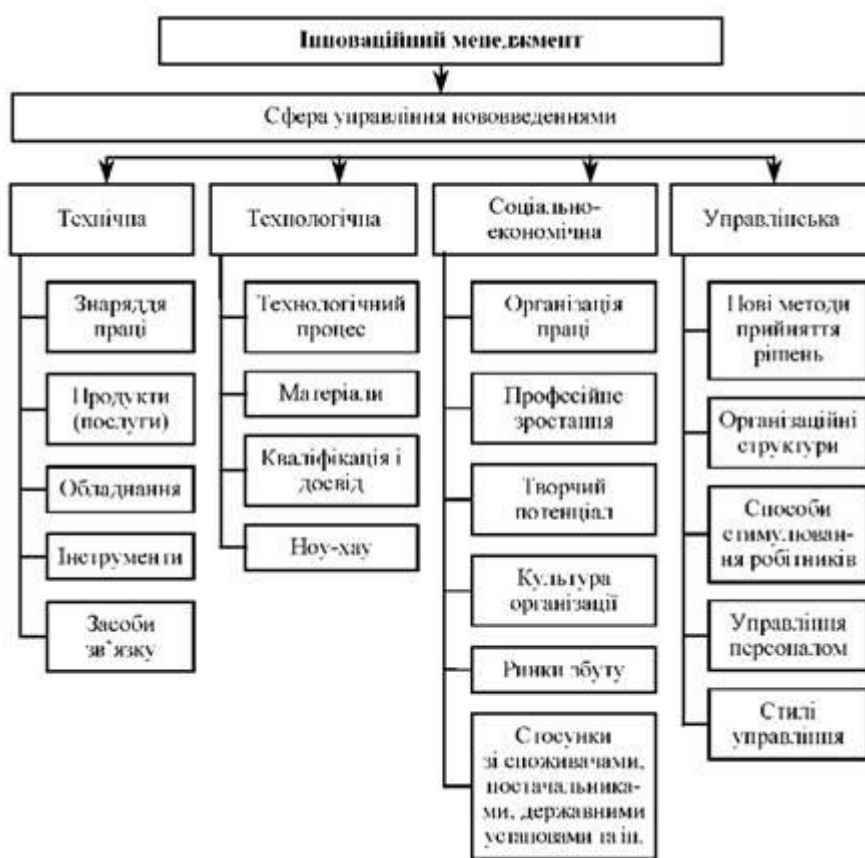 Інноваційний менеджмент
Сфера управління нововведеннями
Технічна
Технологічна
Соціально-
економічна
Управлінська
Знаряддя
праці
Продукти
(послуги)
Обладнання
Інструменти
Засоби
зв'язку
Технологічний
процес
Матеріали
Кваліфікація і
досвід
Ноу-хау
Організація
праці
Професійне
зростання
Творчий
потенціал
Культура
організації
Ринки збуту
Стосунки
зі споживачами,
постачальника-
ми, державними
установами та ін.
Нові методи
прийняття
рішень
Організаційні
структури
Способи
стимулюван-
ня робітників
Управління
персоналом
Стилі
управління